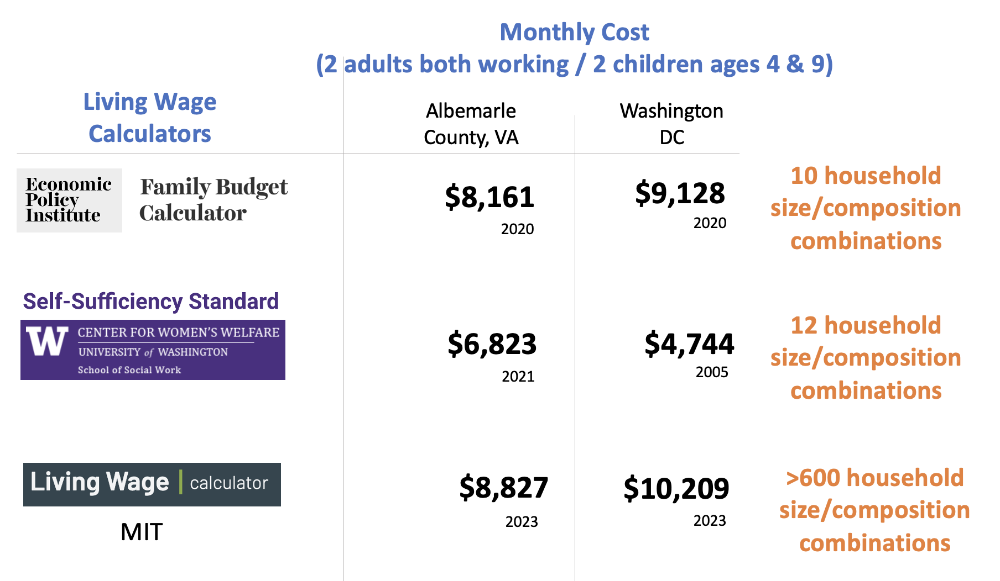 Monthly Cost
(2 adults both working / 2 children ages 4 & 9)
Living Wage
Calculators
Albemarle
County, VA
Washington
DC
Economic
Policy
Institute
Family Budget
Calculator
$8,161
2020
$9,128
2020
10 household
size/composition
combinations
Self-Sufficiency Standard
W
CENTER FOR WOMEN'S WELFARE
UNIVERSITY of WASHINGTON
School of Social Work
$6,823
2021
$4,744
2005
12 household
size/composition
combinations
Living Wage | calculator
MIT
$8,827
2023
$10,209
2023
>600 household
size/composition
combinations